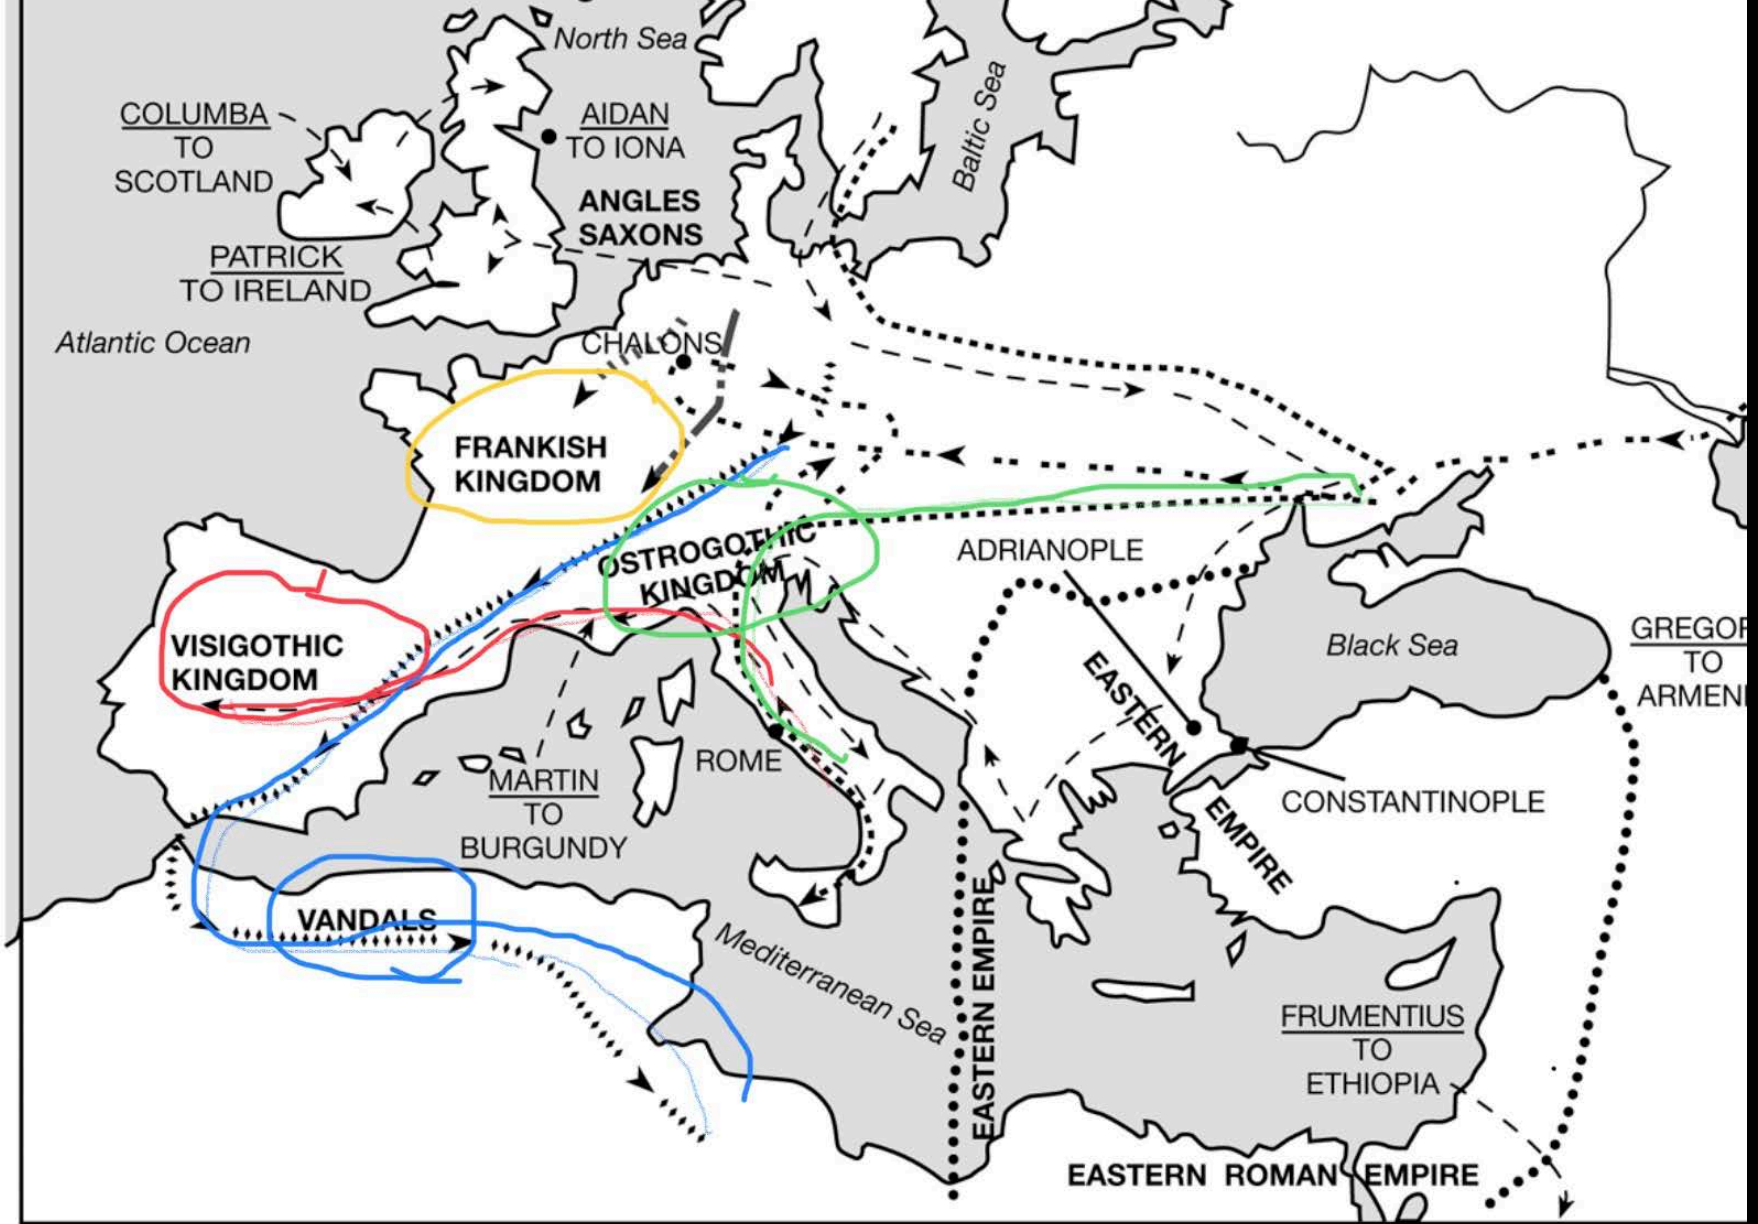 North Sea
Baltic Sea
COLUMBA
TO
SCOTLAND
AIDAN
TO IONA
ANGLES
SAXONS
PATRICK
TO IRELAND
Atlantic Ocean
CHALONS
FRANKISH
KINGDOM
OSTROGOTHIC
KINGDOM
ADRIANOPLE
VISIGOTHIC
KINGDOM
EASTERN
EMPIRE
Black Sea
GREGOR
TO
ARMENI
ROME
MARTIN
TO
BURGUNDY
CONSTANTINOPLE
VANDALS
Mediterranean Sea
EASTERN EMPIRE
FRUMENTIUS
TO
ETHIOPIA
EASTERN ROMAN EMPIRE